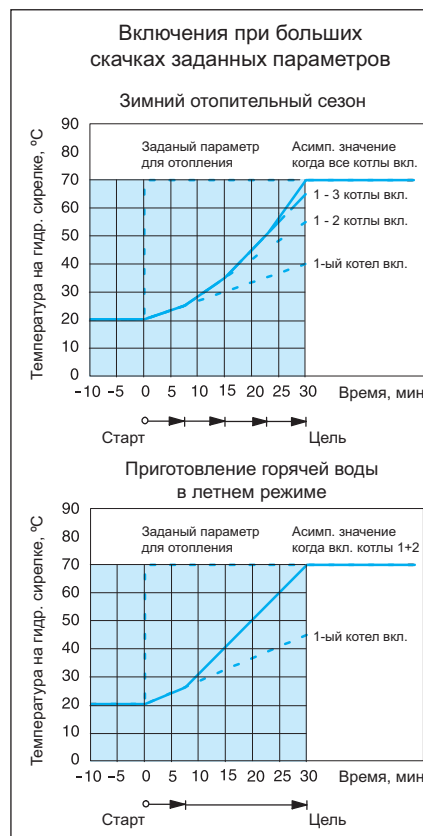 Включения при больших
скачках заданных параметров
Зимний отопительный сезон
Температура на гидр. сирелке, ºC
90
80
70
60
50
40
30
20
10
0
Заданый параметр
для отопления
Асимп. значение
когда все котлы вкл.
1 - 3 котлы вкл.
1 - 2 котлы вкл.
1-ый котел вкл.
-10 -5 0 5 10 15 20 25 30 Время, мин
Старт Цель
Приготовление горячей воды
в летнем режиме
Температура на гидр. сирелке, ºC
90
80
70
60
50
40
30
20
10
0
Заданый параметр
для отопления
Асимп. значение
когда вкл. котлы 1+2
1-ый котел вкл.
-10 -5 0 5 10 15 20 25 30 Время, мин
Старт Цель